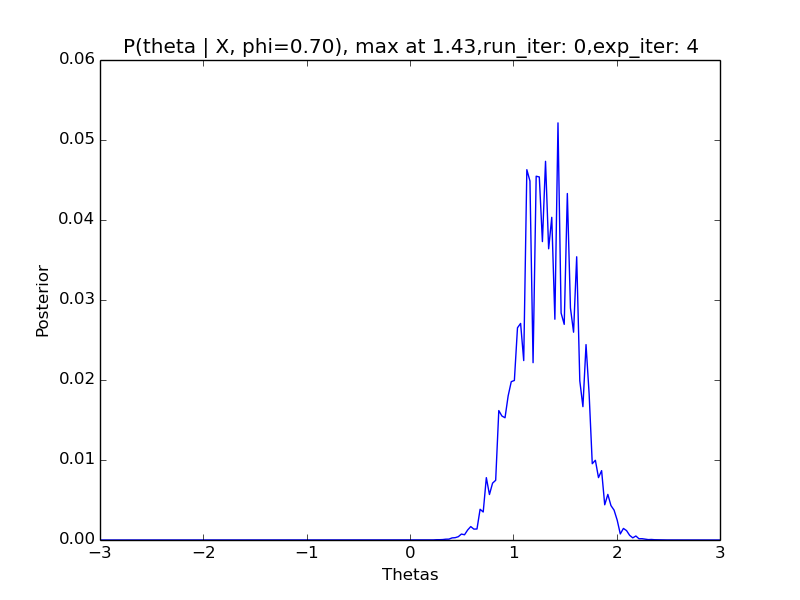 P(theta | X, phi=0.70), max at 1.43,run_iter: 0,exp_iter: 4
0.06
0.05
0.04
0.03
0.02
0.01
0.00
Posterior
−3 −2 −1 0 1 2 3
Thetas